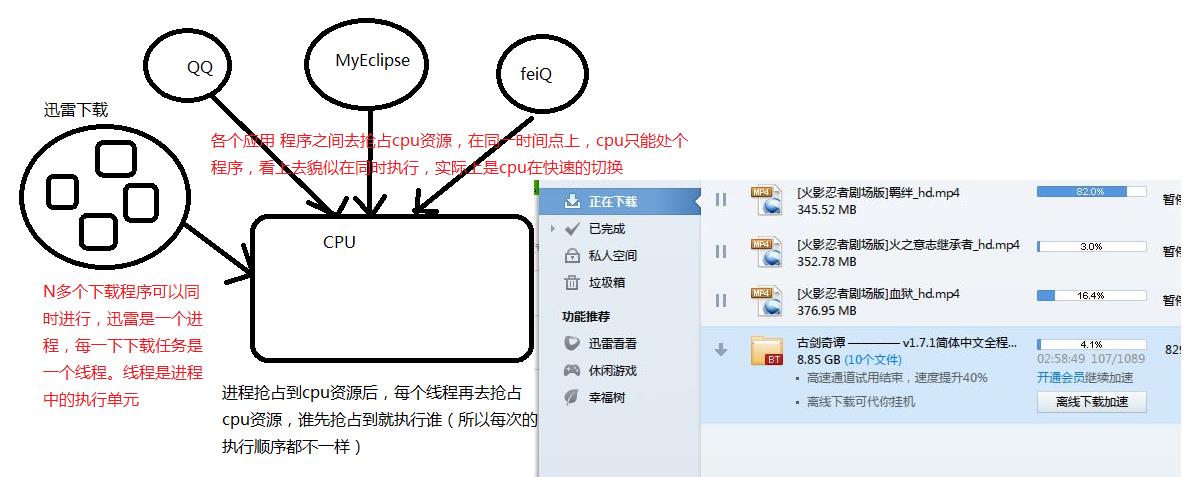 QQ
MyEclipse
feiQ
迅雷下载
各个应用 程序之间去抢占cpu资源，在同一时间点上，cpu只能处个
程序，看上去貌似在同时执行，实际上是cpu在快速的切换
CPU
N多个下载程序可以同
时进行，迅雷是一个进
程，每一下下载任务是
一个线程。线程是进程
中的执行单元
进程抢占到cpu资源后，每个线程再去抢占
cpu资源，谁先抢占到就执行谁（所以每次的
执行顺序都不一样）
正在下载
已完成
私人空间
垃圾箱
功能推荐
迅雷看看
休闲游戏
幸福树
MP4
[火影忍者剧场版]羁绊_hd.mp4
345.52 MB
82.0%
暂停
MP4
[火影忍者剧场版]火之意志继承者_hd.mp4
352.78 MB
3.0%
暂停
MP4
[火影忍者剧场版]血狱_hd.mp4
376.95 MB
16.4%
暂停
BT
古剑奇谭 ———— v1.7.1简体中文全程...
8.85 GB (10个文件)
4.1%
02:58:49 107/1089
829
高速通道试用结束，速度提升40%
开通会员继续加速
离线下载可代你挂机
离线下载加速